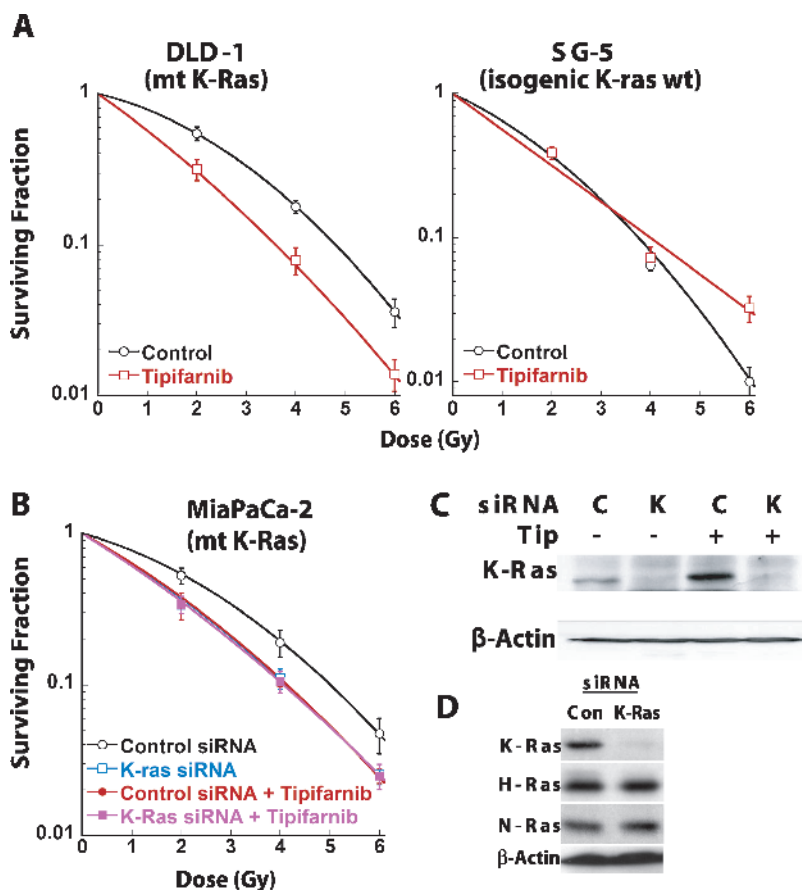 A
DLD-1
(mt K-Ras)
SG-5
(isogenic K-ras wt)
Surviving Fraction
1
0.1
0.01
Control
Tipifarnib
0 1 2 3 4 5 6
1
0.1
0.01
Control
Tipifarnib
0 1 2 3 4 5 6
Dose (Gy)
B
MiaPaCa-2
(mt K-Ras)
Surviving Fraction
1
0.1
0.01
Control siRNA
K-ras siRNA
Control siRNA + Tipifarnib
K-Ras siRNA + Tipifarnib
0 1 2 3 4 5 6
Dose (Gy)
C
siRNA C K C K
Tip - - + +
K-Ras
β-Actin
D
siRNA
Con K-Ras
K-Ras
H-Ras
N-Ras
β-Actin